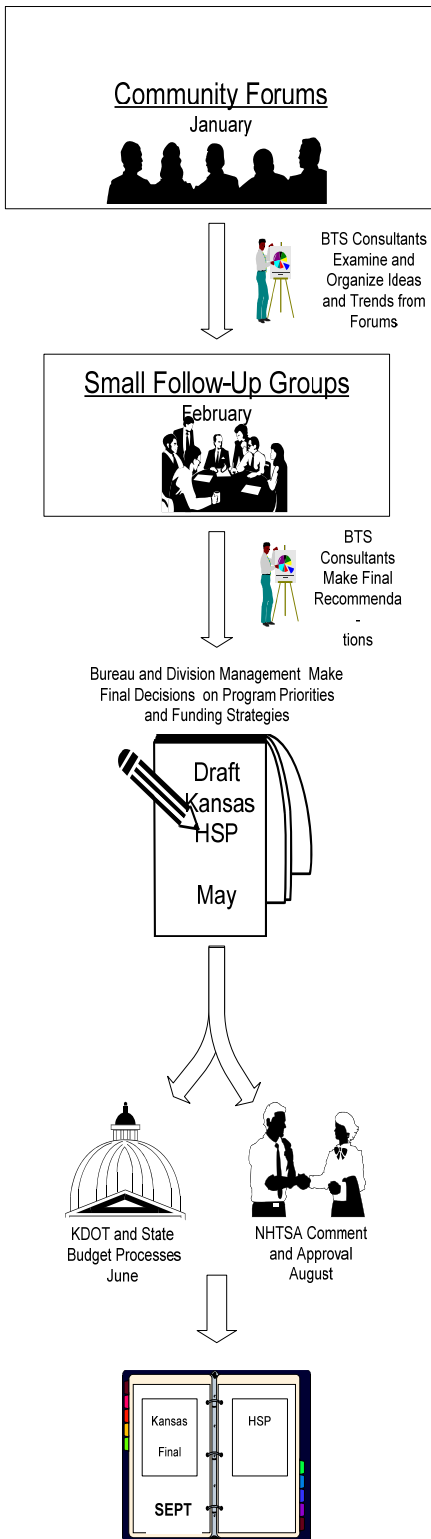 Community Forums
January
BTS Consultants
Examine and
Organize Ideas
and Trends from
Forums
Small Follow-Up Groups
February
BTS
Consultants
Make Final
Recommenda
-
tions
Bureau and Division Management Make
Final Decisions on Program Priorities
and Funding Strategies
Draft
Kansas
HSP
May
KDOT and State
Budget Processes
June
NHTSA Comment
and Approval
August
Kansas
Final
HSP
SEPT